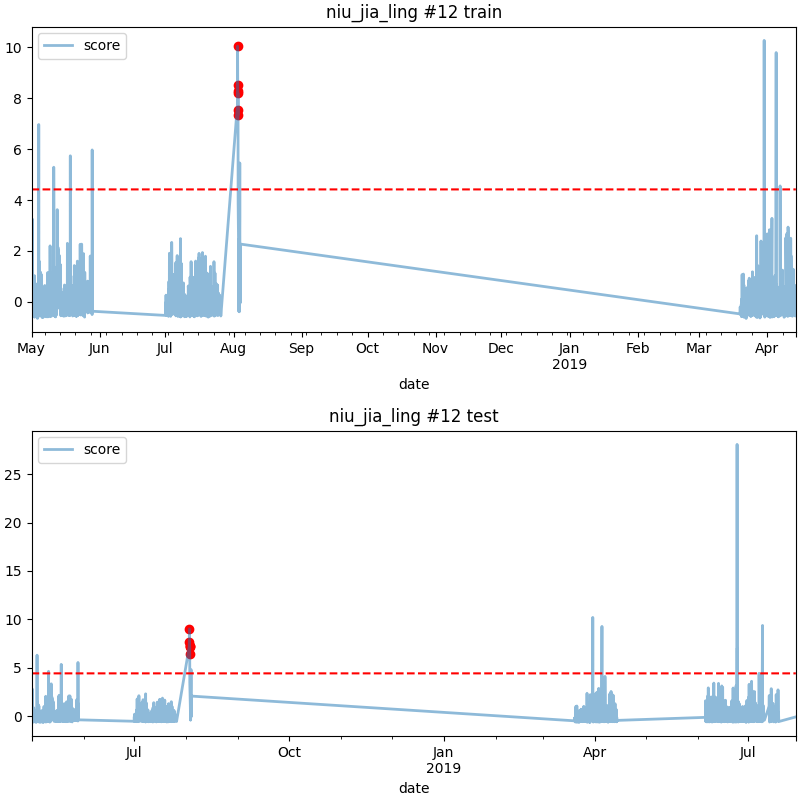 niu_jia_ling #12 train
score
10
8
6
4
2
0
May Jun Jul Aug Sep Oct Nov Dec Jan Feb Mar Apr
2019
date
niu_jia_ling #12 test
score
25
20
15
10
5
0
Jul Oct Jan Apr Jul
2019
date